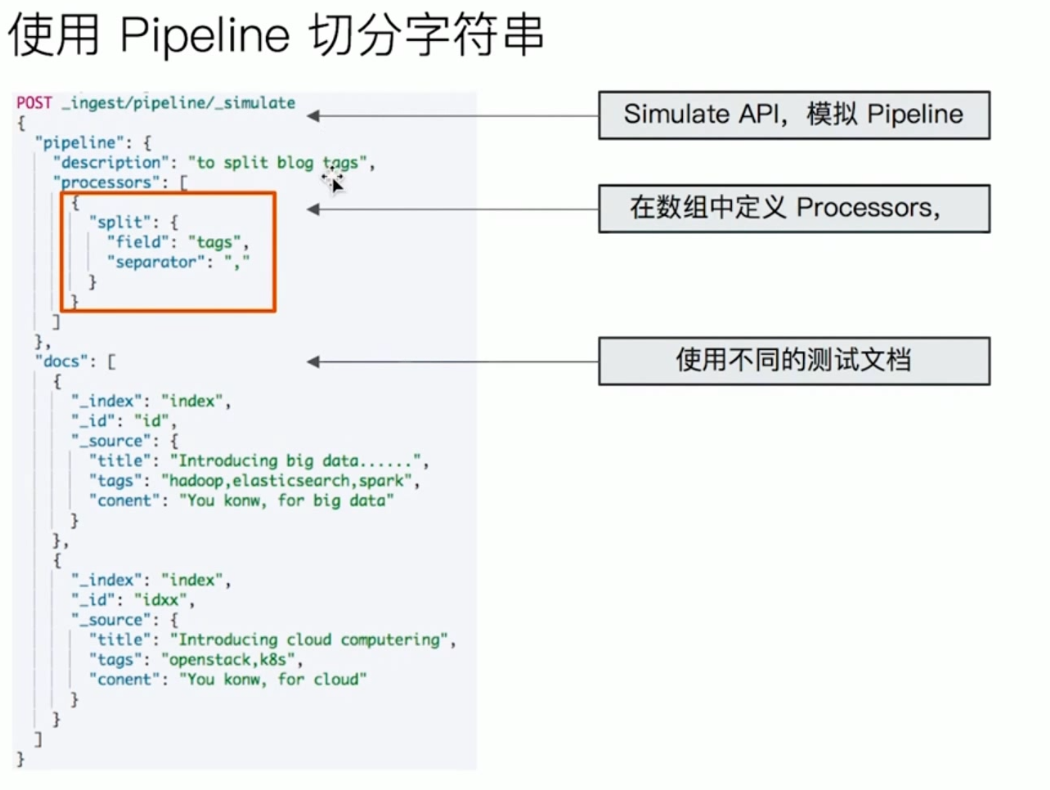 使用 Pipeline 切分字符串
POST _ingest/pipeline/_simulate
{
"pipeline": {
"description": "to split blog tags",
"processors": [
{
"split": {
"field": "tags",
"separator": ","
}
}
]
},
"docs": [
{
"_index": "index",
"_id": "id",
"_source": {
"title": "Introducing big data......",
"tags": "hadoop,elasticsearch,spark",
"conent": "You konw, for big data"
}
},
{
"_index": "index",
"_id": "idxx",
"_source": {
"title": "Introducing cloud computering",
"tags": "openstack,k8s",
"conent": "You konw, for cloud"
}
}
]
}
Simulate API，模拟 Pipeline
在数组中定义 Processors，
使用不同的测试文档